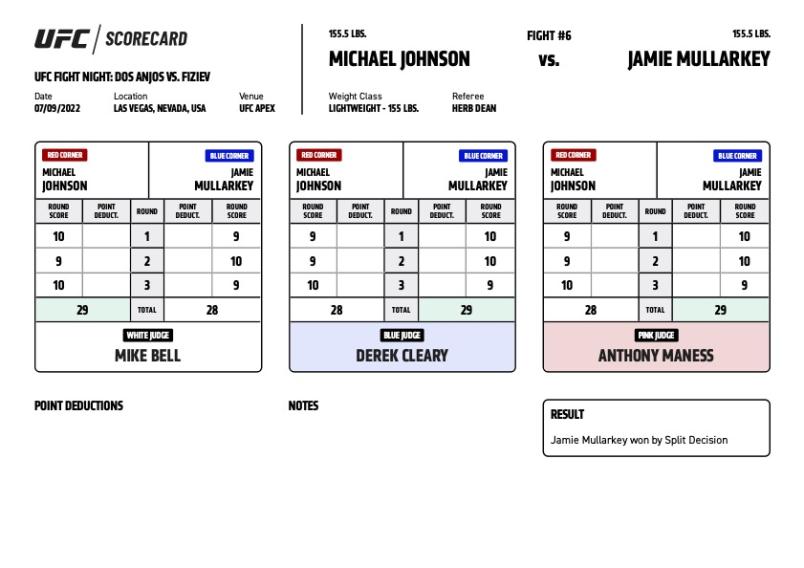 UFC / SCORECARD
UFC FIGHT NIGHT: DOS ANJOS VS. FIZIEV
Date Location Venue
07/09/2022 LAS VEGAS, NEVADA, USA UFC APEX
155.5 LBS. FIGHT #6 155.5 LBS.
MICHAEL JOHNSON VS. JAMIE MULLARKEY
Weight Class Referee
LIGHTWEIGHT - 155 LBS. HERB DEAN
RED CORNER BLUE CORNER
MICHAEL JAMIE
JOHNSON MULLARKEY
ROUND POINT ROUND POINT ROUND
SCORE DEDUCT. DEDUCT. SCORE
10 1 9
9 2 10
10 3 9
29 TOTAL 28
WHITE JUDGE
MIKE BELL
RED CORNER BLUE CORNER
MICHAEL JAMIE
JOHNSON MULLARKEY
ROUND POINT ROUND POINT ROUND
SCORE DEDUCT. DEDUCT. SCORE
9 1 10
9 2 10
10 3 9
28 TOTAL 29
BLUE JUDGE
DEREK CLEARY
RED CORNER BLUE CORNER
MICHAEL JAMIE
JOHNSON MULLARKEY
ROUND POINT ROUND POINT ROUND
SCORE DEDUCT. DEDUCT. SCORE
9 1 10
9 2 10
10 3 9
28 TOTAL 29
PINK JUDGE
ANTHONY MANESS
POINT DEDUCTIONS
NOTES
RESULT
Jamie Mullarkey won by Split Decision